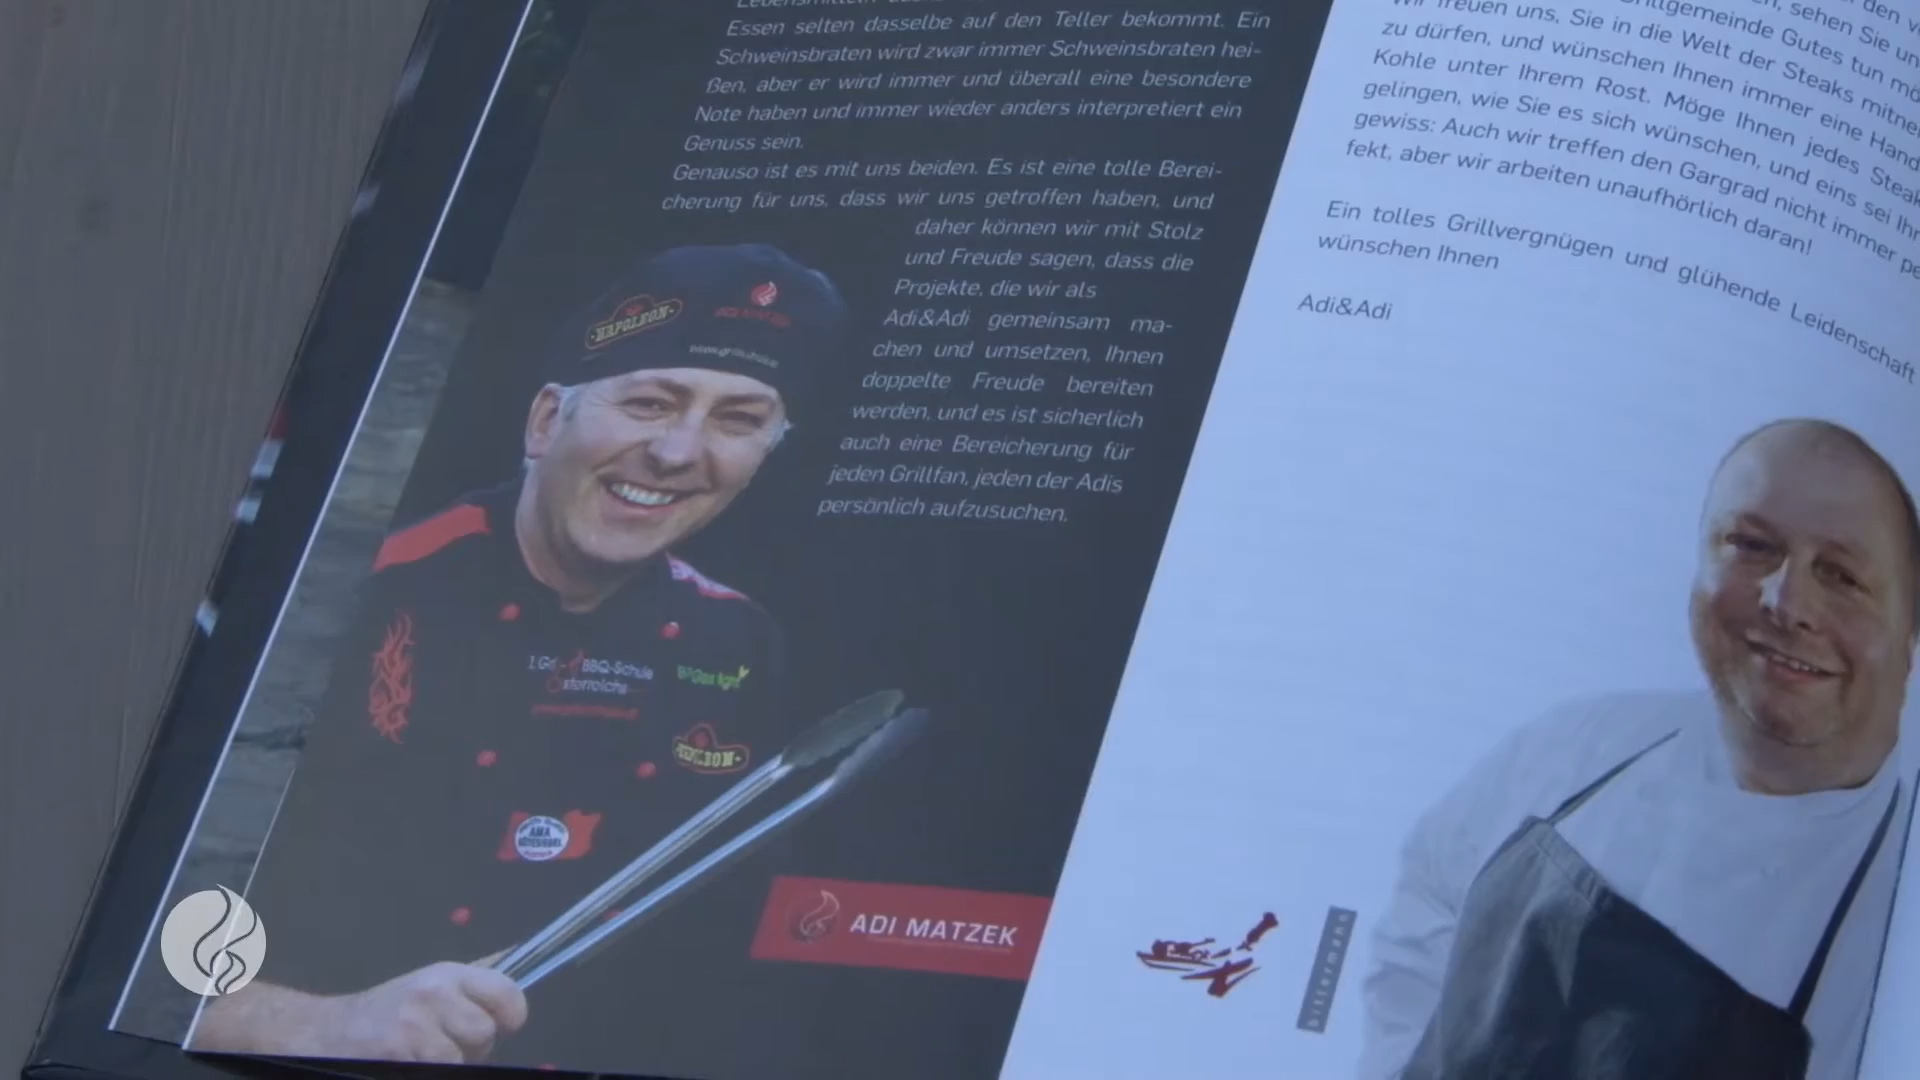 Essen selten dasselbe auf den Teller bekommt. Ein
Schweinsbraten wird zwar immer Schweinsbraten hei-
ßen, aber er wird immer und überall eine besondere
Note haben und immer wieder anders interpretiert ein
Genuss sein.
Genauso ist es mit uns beiden. Es ist eine tolle Berei-
cherung für uns, dass wir uns getroffen haben, und
daher können wir mit Stolz
und Freude sagen, dass die
Projekte, die wir als
Adi&Adi gemeinsam ma-
chen und umsetzen, Ihnen
doppelte Freude bereiten
werden, und es ist sicherlich
auch eine Bereicherung für
jeden Grillfan, jeden der Adis
persönlich aufzusuchen.
NAPOLEON
BBQ-Schule
AMA
ADI MATZEK
den
sehen Sie
Gutes tun
Wir freuen uns, Sie in die Welt der Steaks
zu dürfen, und wünschen Ihnen immer eine Hand
Kohle unter Ihrem Rost. Möge Ihnen jedes Steak
gelingen, wie Sie es sich wünschen, und eins sei Ihr
gewiss: Auch wir treffen den Gargrad nicht immer pe
fekt, aber wir arbeiten unaufhörlich daran!
Ein tolles Grillvergnügen und glühende Leidenschaft
wünschen Ihnen
Adi&Adi
bittermann